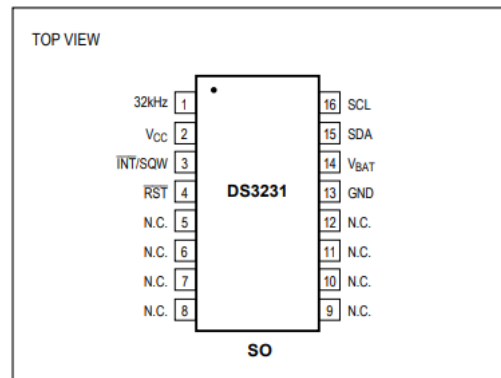 TOP VIEW
32kHz 1 16 SCL
VCC 2 15 SDA
INT/SQW 3 14 VBAT
RST 4 DS3231 13 GND
N.C. 5 12 N.C.
N.C. 6 11 N.C.
N.C. 7 10 N.C.
N.C. 8 9 N.C.
SO